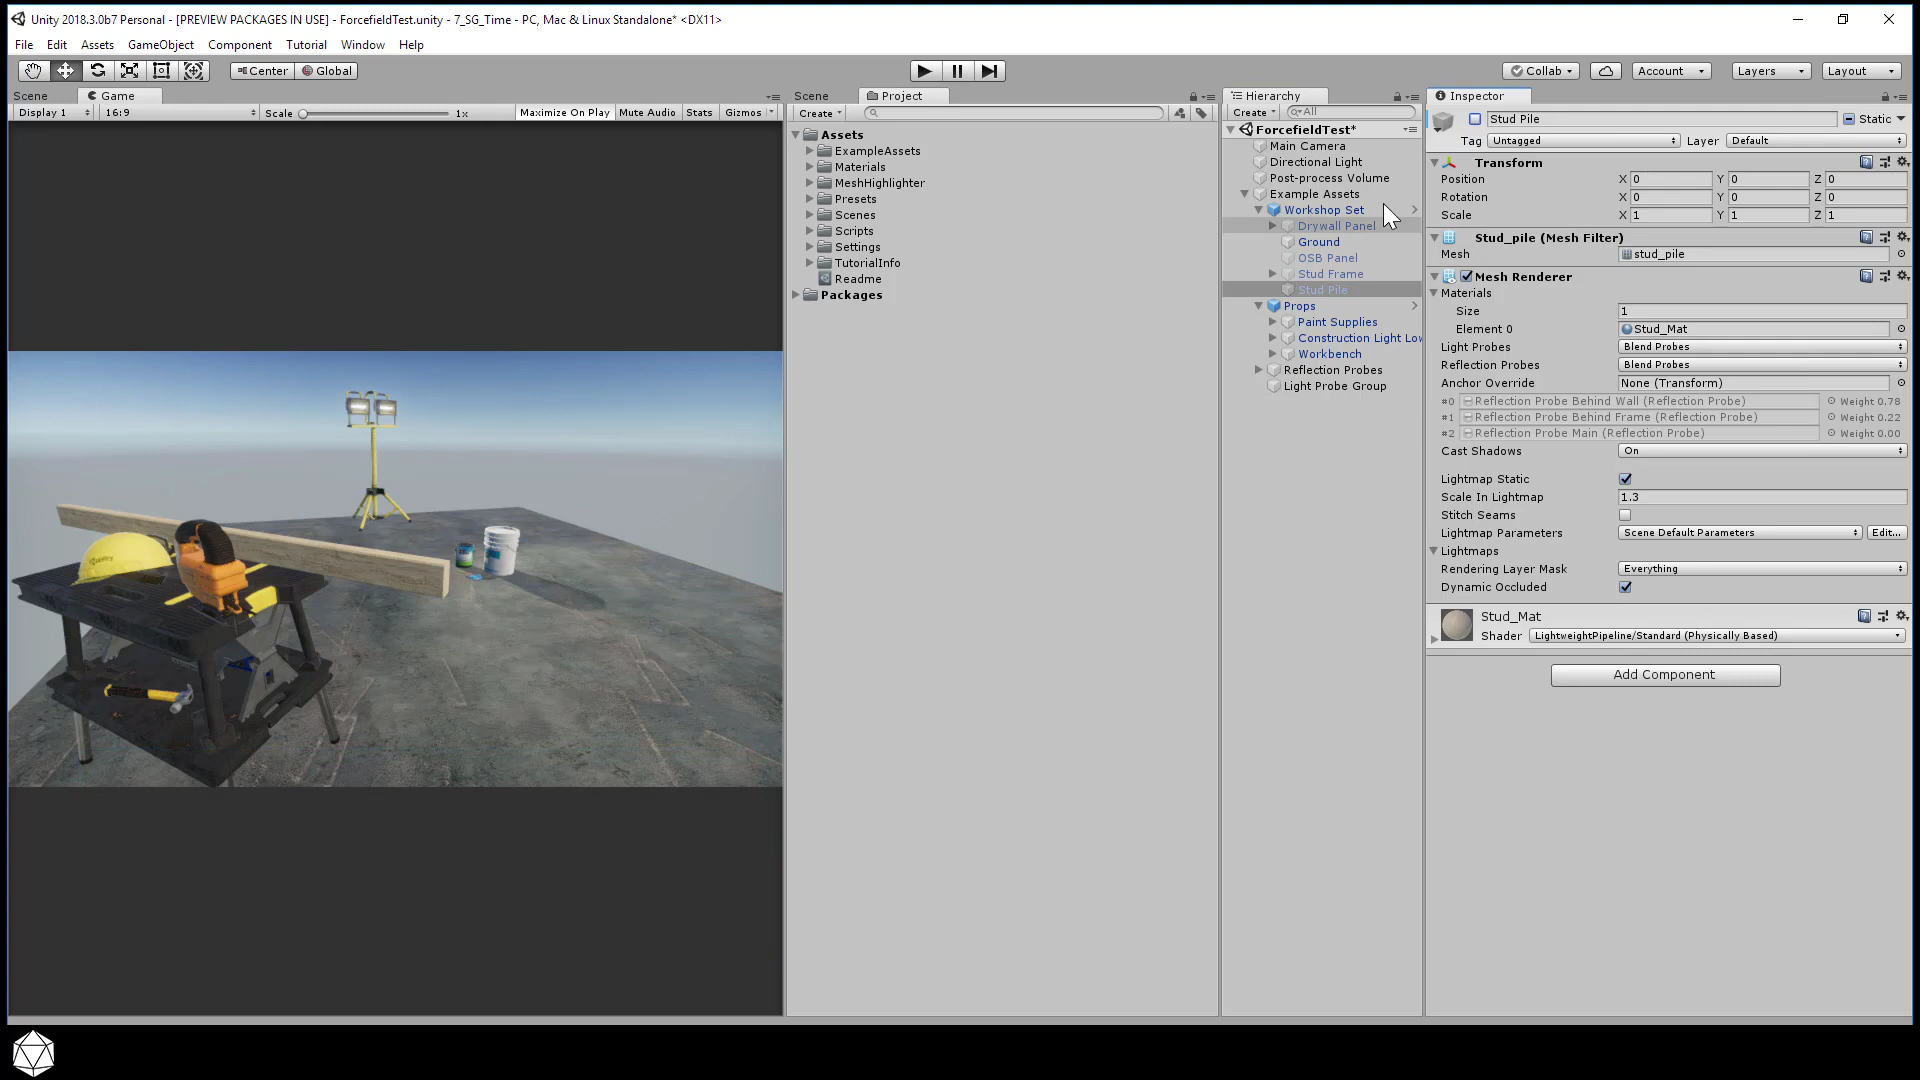 Unity 2018.3.0b7 Personal - [PREVIEW PACKAGES IN USE] - ForcefieldTest.unity - 7_SG_Time - PC, Mac & Linux Standalone* <DX11>
File Edit Assets GameObject Component Tutorial Window Help
Center Global Collab Account Layers Layout
Scene Game Scene Project Hierarchy Inspector
Display 1 16:9 Scale 1x Maximize On Play Mute Audio Stats Gizmos
Create
Assets
ExampleAssets
Materials
MeshHighlighter
Presets
Scenes
Scripts
Settings
TutorialInfo
Readme
Packages
Create All
ForcefieldTest*
Main Camera
Directional Light
Post-process Volume
Example Assets
Workshop Set
Drywall Panel
Ground
OSB Panel
Stud Frame
Stud Pile
Props
Paint Supplies
Construction Light Low
Workbench
Reflection Probes
Light Probe Group
Stud Pile Static
Tag Untagged Layer Default
Transform
Position X 0 Y 0 Z 0
Rotation X 0 Y 0 Z 0
Scale X 1 Y 1 Z 1
Stud_pile (Mesh Filter)
Mesh stud_pile
Mesh Renderer
Materials
Size 1
Element 0 Stud_Mat
Light Probes Blend Probes
Reflection Probes Blend Probes
Anchor Override None (Transform)
#0 Reflection Probe Behind Wall (Reflection Probe) Weight 0.78
#1 Reflection Probe Behind Frame (Reflection Probe) Weight 0.22
#2 Reflection Probe Main (Reflection Probe) Weight 0.00
Cast Shadows On
Lightmap Static
Scale In Lightmap 1.3
Stitch Seams
Lightmap Parameters Scene Default Parameters Edit...
Lightmaps
Rendering Layer Mask Everything
Dynamic Occluded
Stud_Mat
Shader LightweightPipeline/Standard (Physically Based)
Add Component